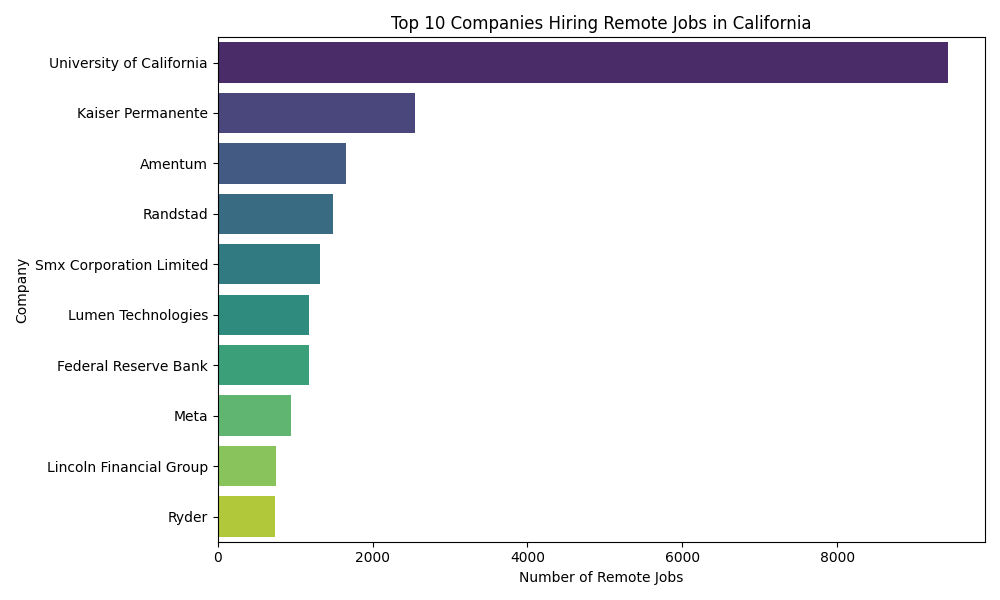 Top 10 Companies Hiring Remote Jobs in California
University of California
Kaiser Permanente
Amentum
Randstad
Smx Corporation Limited
Lumen Technologies
Federal Reserve Bank
Meta
Lincoln Financial Group
Ryder
Company
0 2000 4000 6000 8000
Number of Remote Jobs